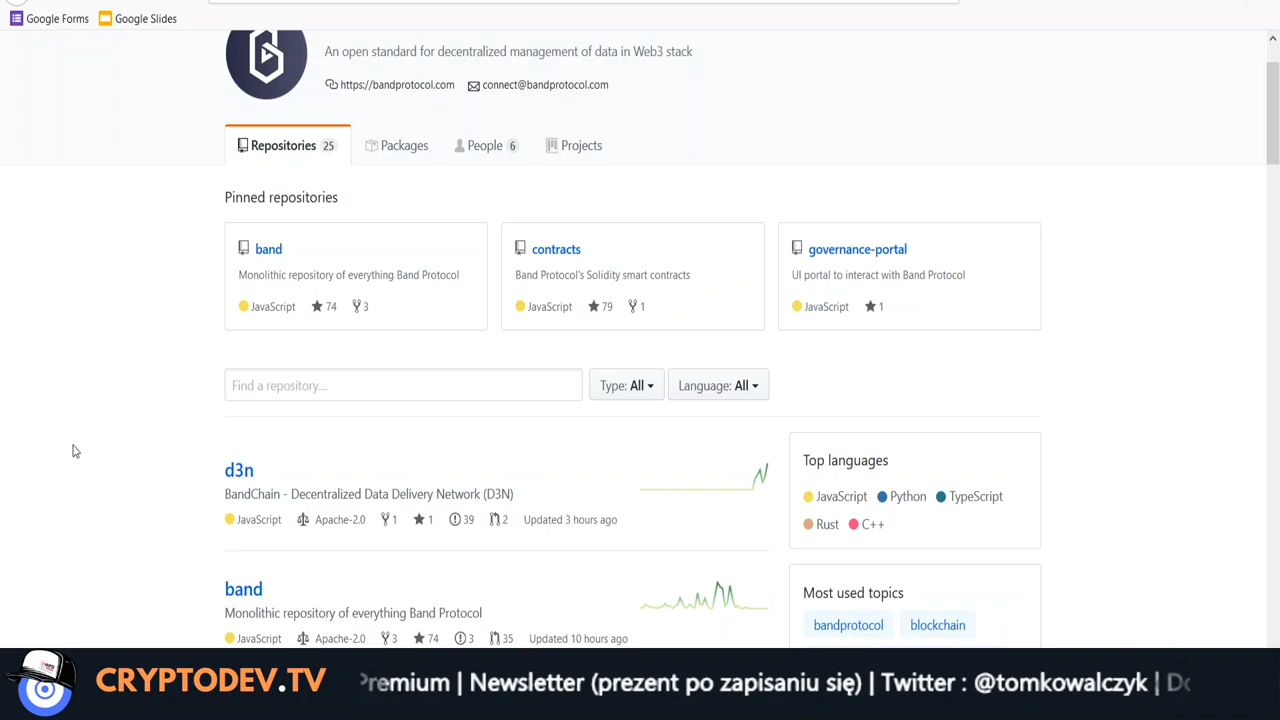 Google Forms Google Slides
An open standard for decentralized management of data in Web3 stack
https://bandprotocol.com connect@bandprotocol.com
Repositories 25 Packages People 6 Projects
Pinned repositories
band
Monolithic repository of everything Band Protocol
JavaScript 74 3
contracts
Band Protocol's Solidity smart contracts
JavaScript 79 1
governance-portal
UI portal to interact with Band Protocol
JavaScript 1
Find a repository... Type: All Language: All
d3n
BandChain - Decentralized Data Delivery Network (D3N)
JavaScript Apache-2.0 1 1 39 2 Updated 3 hours ago
band
Monolithic repository of everything Band Protocol
JavaScript Apache-2.0 3 74 3 35 Updated 10 hours ago
Top languages
JavaScript Python TypeScript
Rust C++
Most used topics
bandprotocol blockchain
CRYPTODEV.TV Premium | Newsletter (prezent po zapisaniu się) | Twitter : @tomkowalczyk |